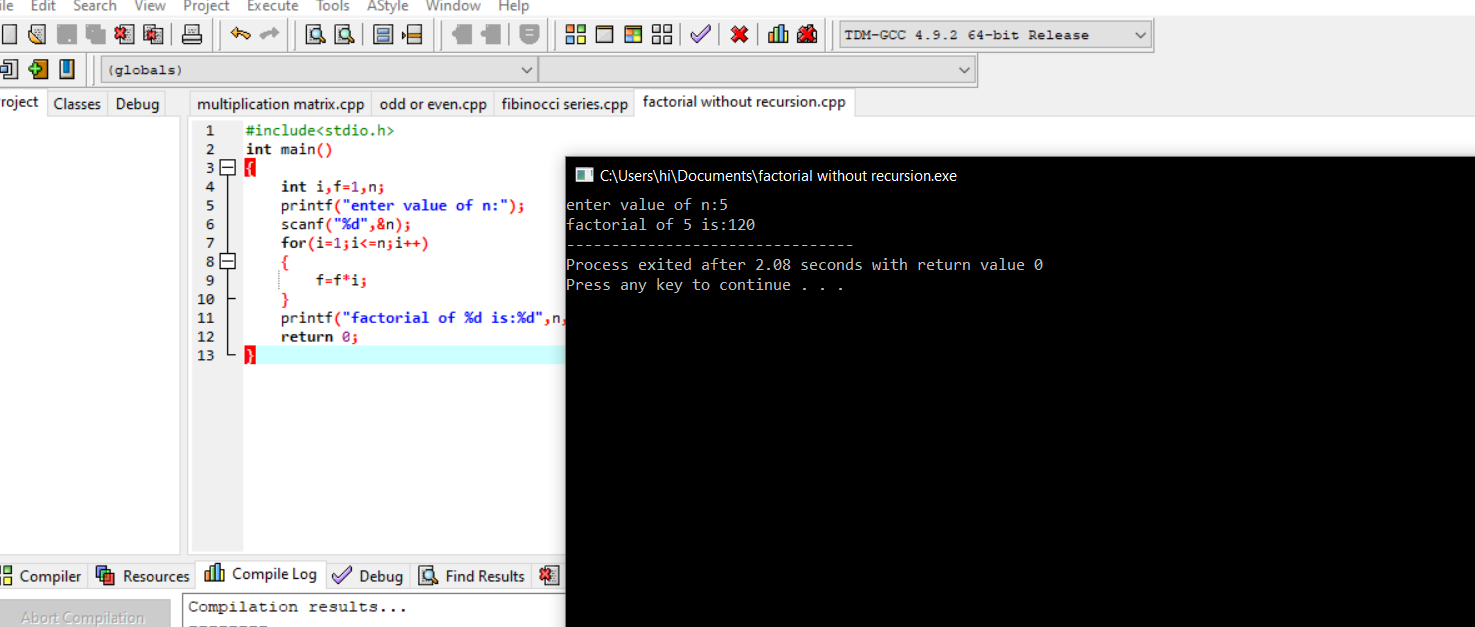 Edit Search View Project Execute Tools AStyle Window Help
TDM-GCC 4.9.2 64-bit Release
(globals)
Classes Debug
multiplication matrix.cpp odd or even.cpp fibinocci series.cpp factorial without recursion.cpp
1 #include<stdio.h>
2 int main()
3 {
4 int i,f=1,n;
5 printf("enter value of n:");
6 scanf("%d",&n);
7 for(i=1;i<=n;i++)
8 {
9 f=f*i;
10 }
11 printf("factorial of %d is:%d",n,
12 return 0;
13 }
C:\Users\hi\Documents\factorial without recursion.exe
enter value of n:5
factorial of 5 is:120
--------------------------------
Process exited after 2.08 seconds with return value 0
Press any key to continue . . .
Compiler Resources Compile Log Debug Find Results
Abort Compilation
Compilation results...